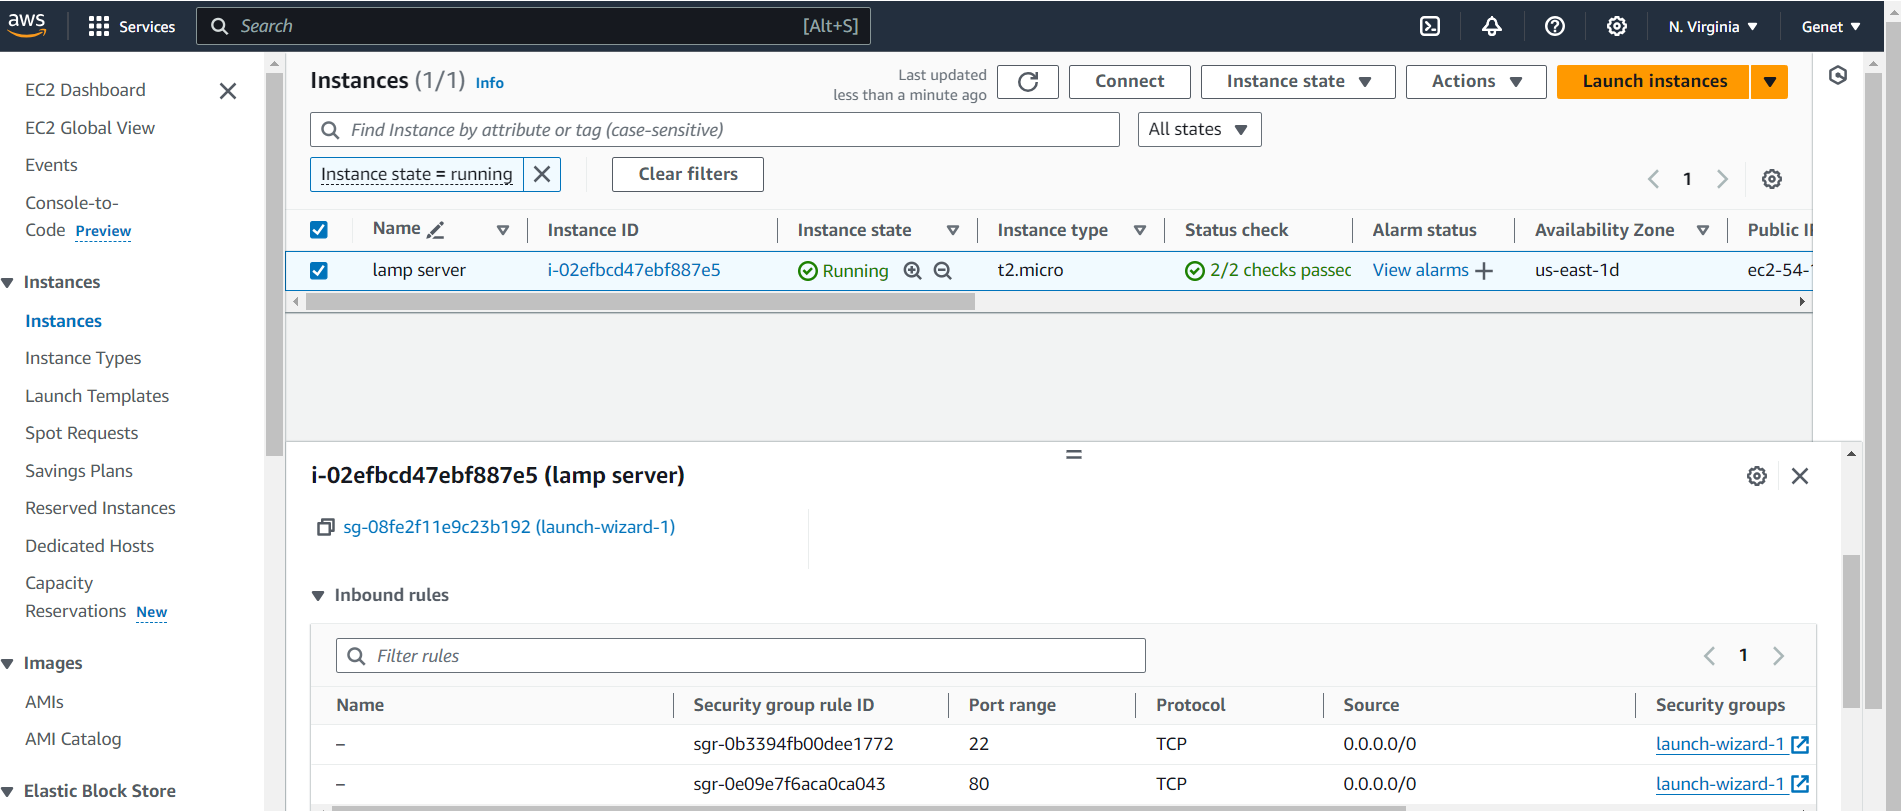 aws
Services
Search
[Alt+S]
N. Virginia
Genet
EC2 Dashboard
EC2 Global View
Events
Console-to-
Code Preview
Instances
Instances
Instance Types
Launch Templates
Spot Requests
Savings Plans
Reserved Instances
Dedicated Hosts
Capacity
Reservations New
Images
AMIs
AMI Catalog
Elastic Block Store
Instances (1/1) Info
Last updated
less than a minute ago
Connect
Instance state
Actions
Launch instances
Find Instance by attribute or tag (case-sensitive)
All states
Instance state = running
Clear filters
1
Name Instance ID Instance state Instance type Status check Alarm status Availability Zone Public
lamp server i-02efbcd47ebf887e5 Running t2.micro 2/2 checks passed View alarms + us-east-1d ec2-54-
i-02efbcd47ebf887e5 (lamp server)
sg-08fe2f11e9c23b192 (launch-wizard-1)
Inbound rules
Filter rules
1
Name Security group rule ID Port range Protocol Source Security groups
– sgr-0b3394fb00dee1772 22 TCP 0.0.0.0/0 launch-wizard-1
– sgr-0e09e7f6aca0ca043 80 TCP 0.0.0.0/0 launch-wizard-1